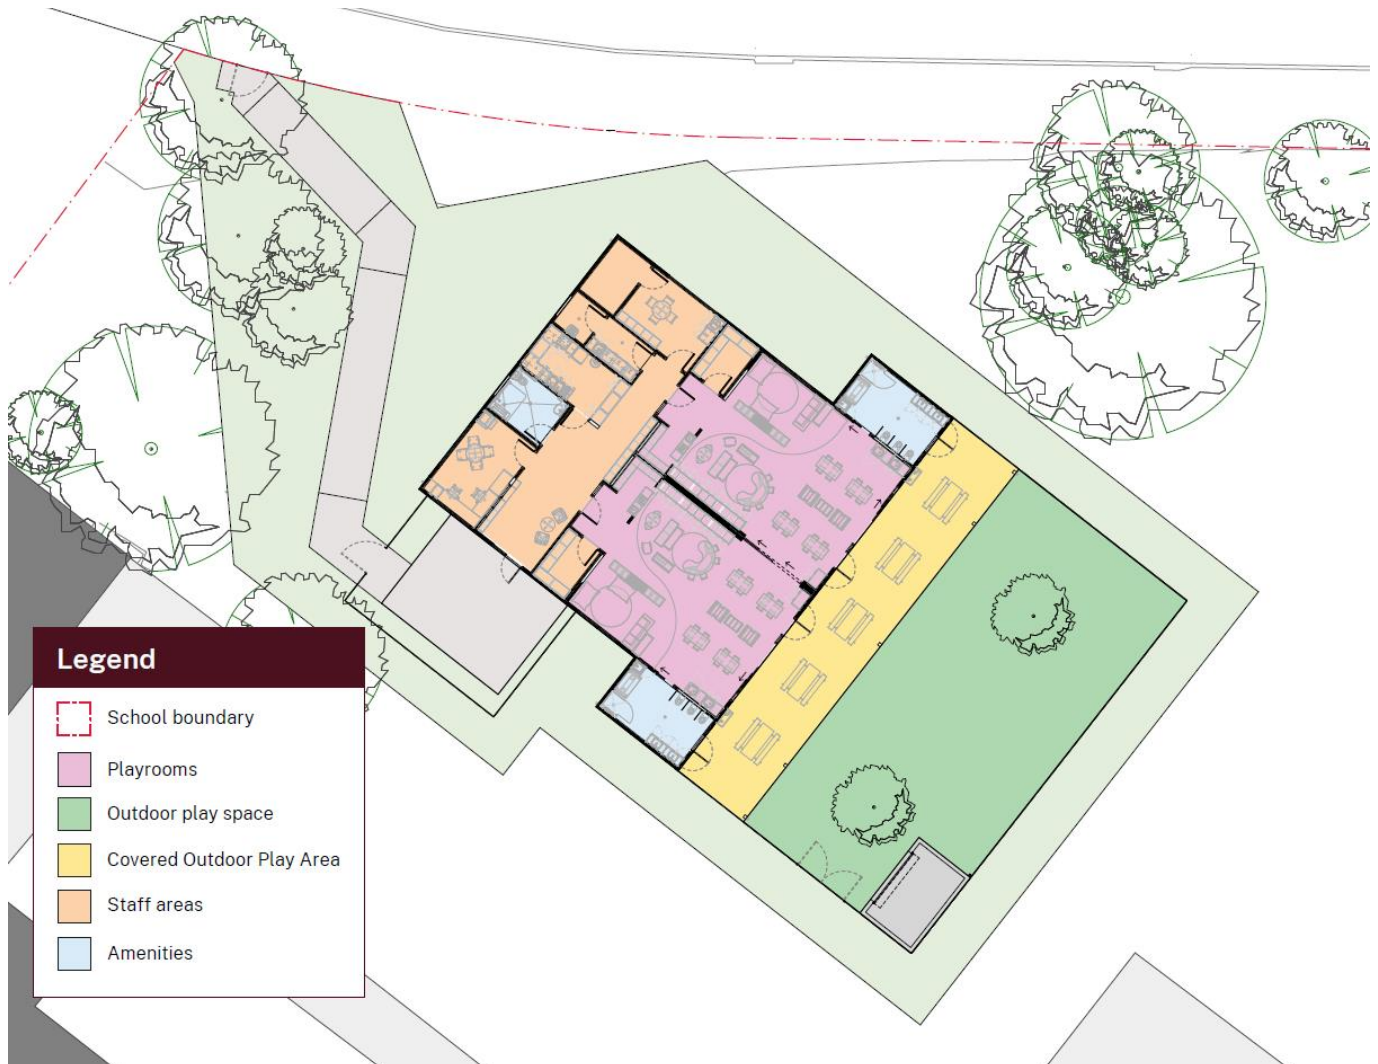 Legend
School boundary
Playrooms
Outdoor play space
Covered Outdoor Play Area
Staff areas
Amenities